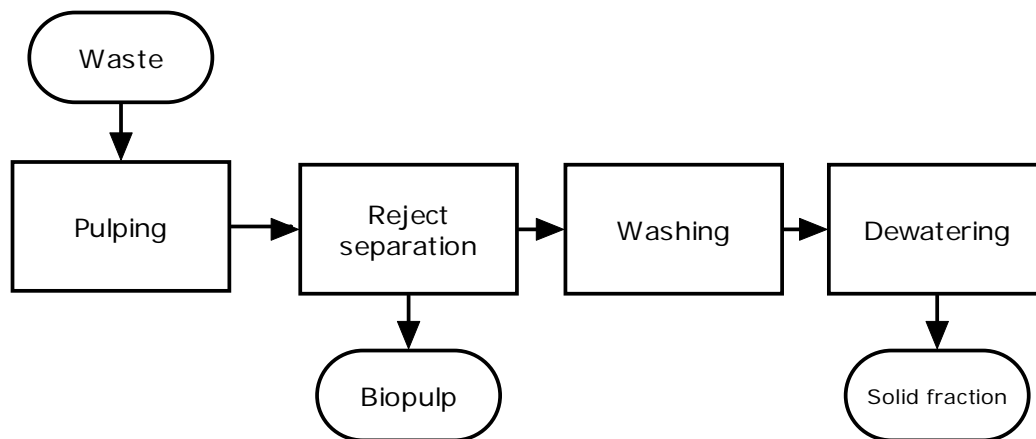 Waste
Pulping
Reject
separation
Washing
Dewatering
Biopulp
Solid fraction